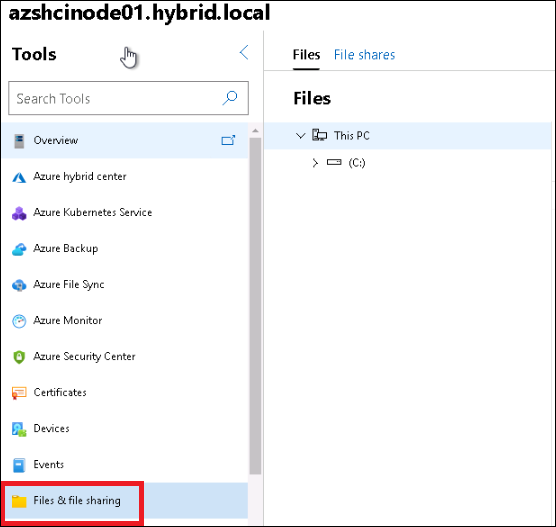 azshcinode01.hybrid.local
Tools
Search Tools
Overview
Azure hybrid center
Azure Kubernetes Service
Azure Backup
Azure File Sync
Azure Monitor
Azure Security Center
Certificates
Devices
Events
Files & file sharing
Files File shares
Files
This PC
(C:)